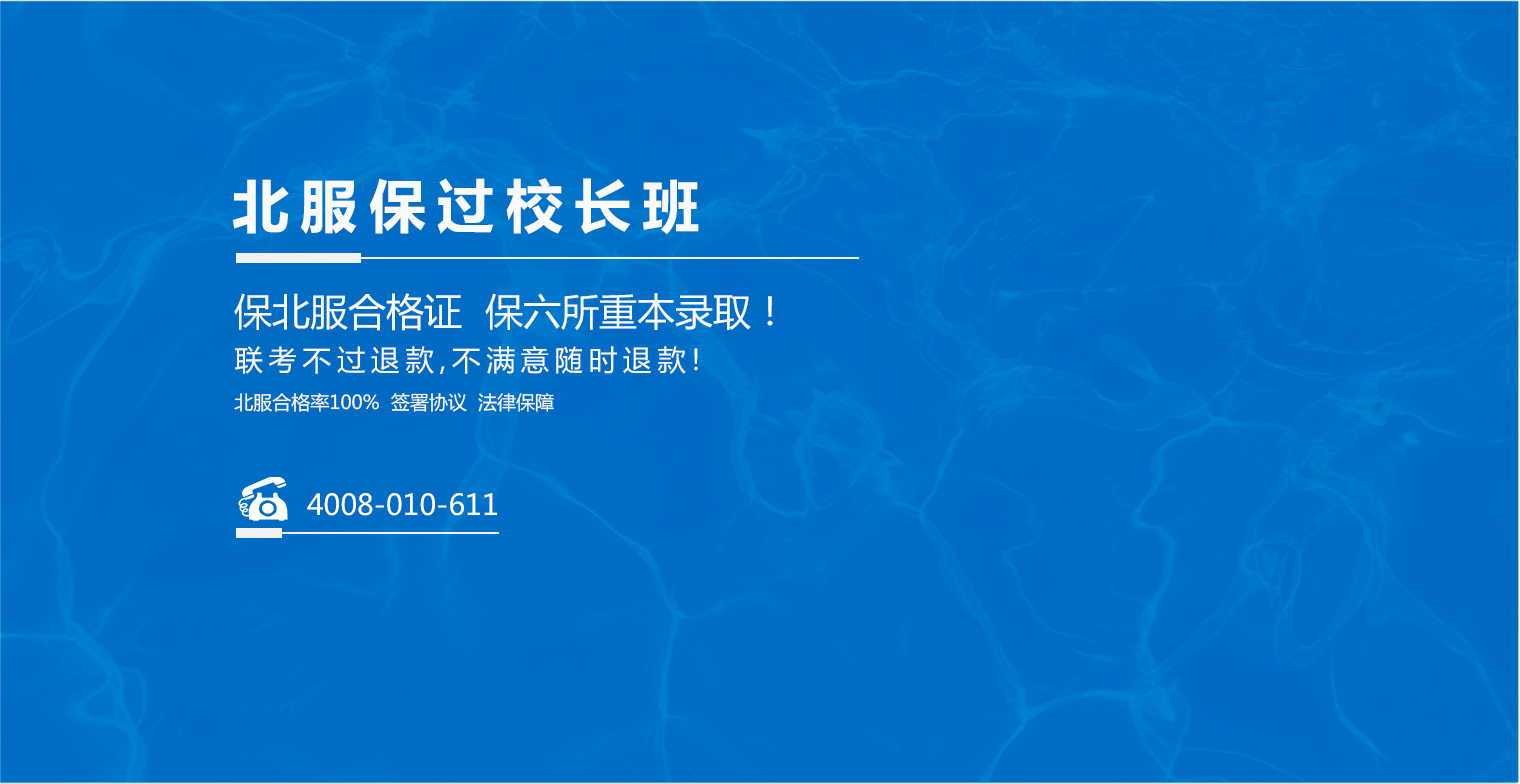 北服保过校长班
保北服合格证 保六所重本录取！
联考不过退款,不满意随时退款!
北服合格率100% 签署协议 法律保障
4008-010-611